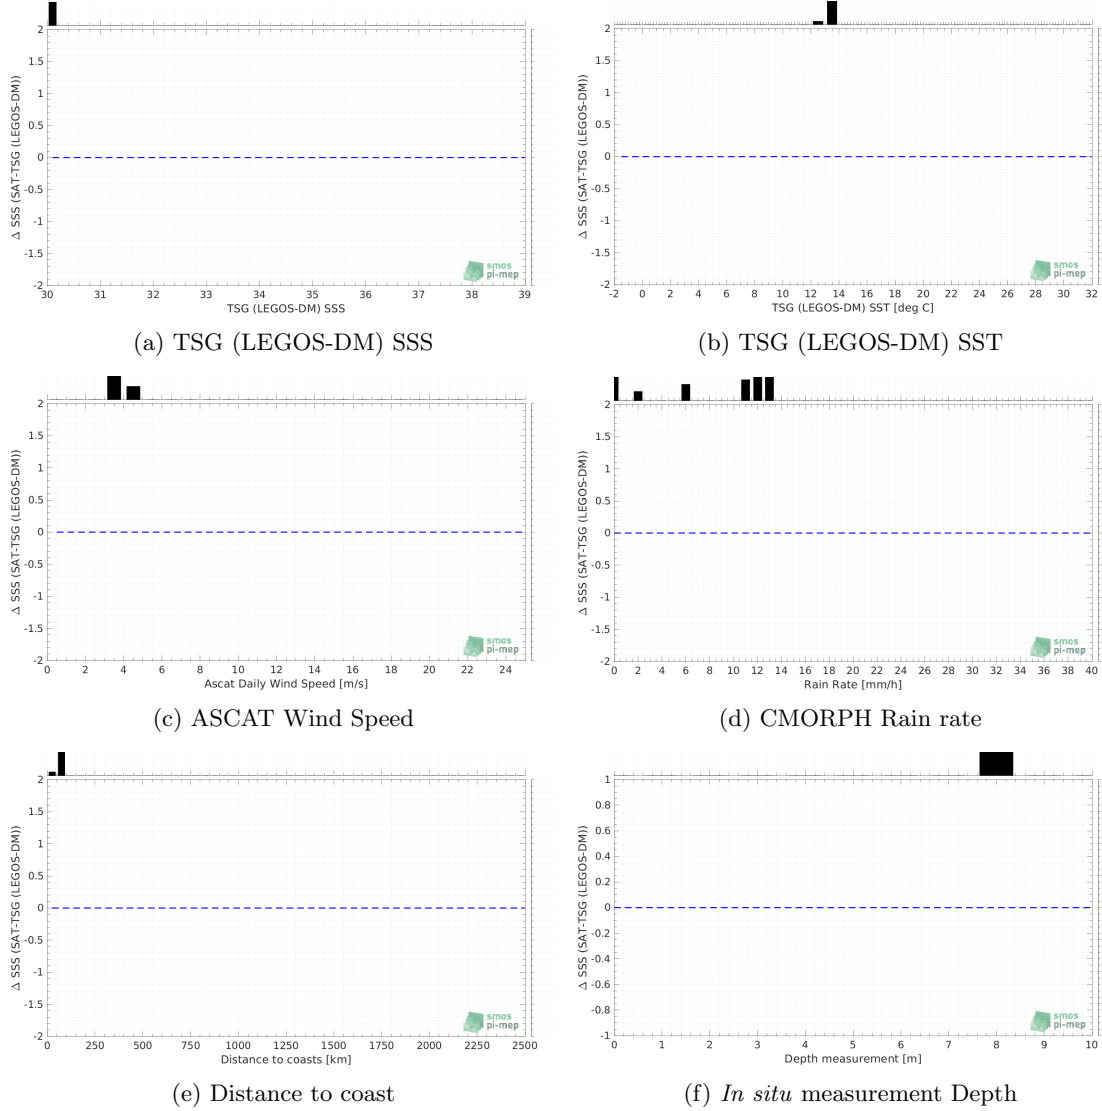 2
1.5
1
0.5
0
-0.5
-1
-1.5
-2
Δ SSS (SAT-TSG (LEGOS-DM))
smos
pi-mep
30 31 32 33 34 35 36 37 38 39
TSG (LEGOS-DM) SSS
(a) TSG (LEGOS-DM) SSS
2
1.5
1
0.5
0
-0.5
-1
-1.5
-2
Δ SSS (SAT-TSG (LEGOS-DM))
smos
pi-mep
-2 0 2 4 6 8 10 12 14 16 18 20 22 24 26 28 30 32
TSG (LEGOS-DM) SST [deg C]
(b) TSG (LEGOS-DM) SST
2
1.5
1
0.5
0
-0.5
-1
-1.5
-2
Δ SSS (SAT-TSG (LEGOS-DM))
smos
pi-mep
0 2 4 6 8 10 12 14 16 18 20 22 24
Ascat Daily Wind Speed [m/s]
(c) ASCAT Wind Speed
2
1.5
1
0.5
0
-0.5
-1
-1.5
-2
Δ SSS (SAT-TSG (LEGOS-DM))
smos
pi-mep
0 2 4 6 8 10 12 14 16 18 20 22 24 26 28 30 32 34 36 38 40
Rain Rate [mm/h]
(d) CMORPH Rain rate
2
1.5
1
0.5
0
-0.5
-1
-1.5
-2
Δ SSS (SAT-TSG (LEGOS-DM))
smos
pi-mep
0 250 500 750 1000 1250 1500 1750 2000 2250 2500
Distance to coasts [km]
(e) Distance to coast
1
0.8
0.6
0.4
0.2
0
-0.2
-0.4
-0.6
-0.8
-1
Δ SSS (SAT-TSG (LEGOS-DM))
smos
pi-mep
0 1 2 3 4 5 6 7 8 9 10
Depth measurement [m]
(f) In situ measurement Depth